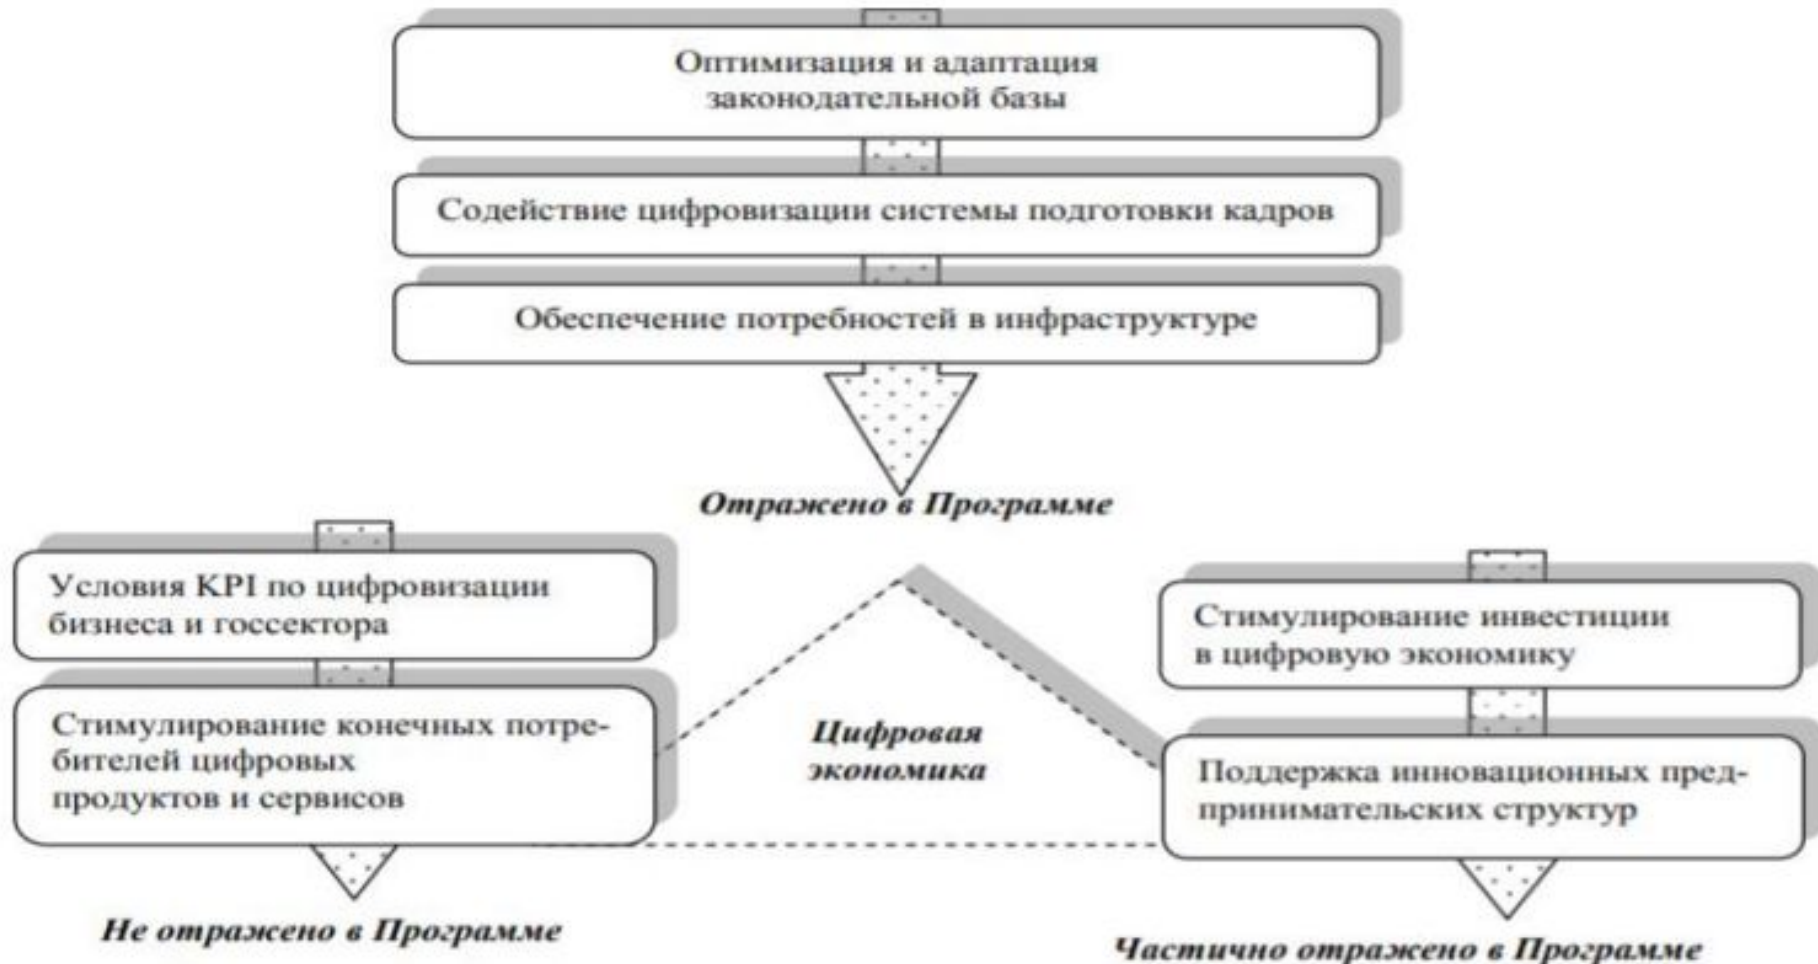 Оптимизация и адаптация
законодательной базы
Содействие цифровизации системы подготовки кадров
Обеспечение потребностей в инфраструктуре
Отражено в Программе
Условия KPI по цифровизации
бизнеса и госсектора
Стимулирование конечных потре-
бителей цифровых
продуктов и сервисов
Не отражено в Программе
Цифровая
экономика
Стимулирование инвестиции
в цифровую экономику
Поддержка инновационных пред-
принимательских структур
Частично отражено в Программе